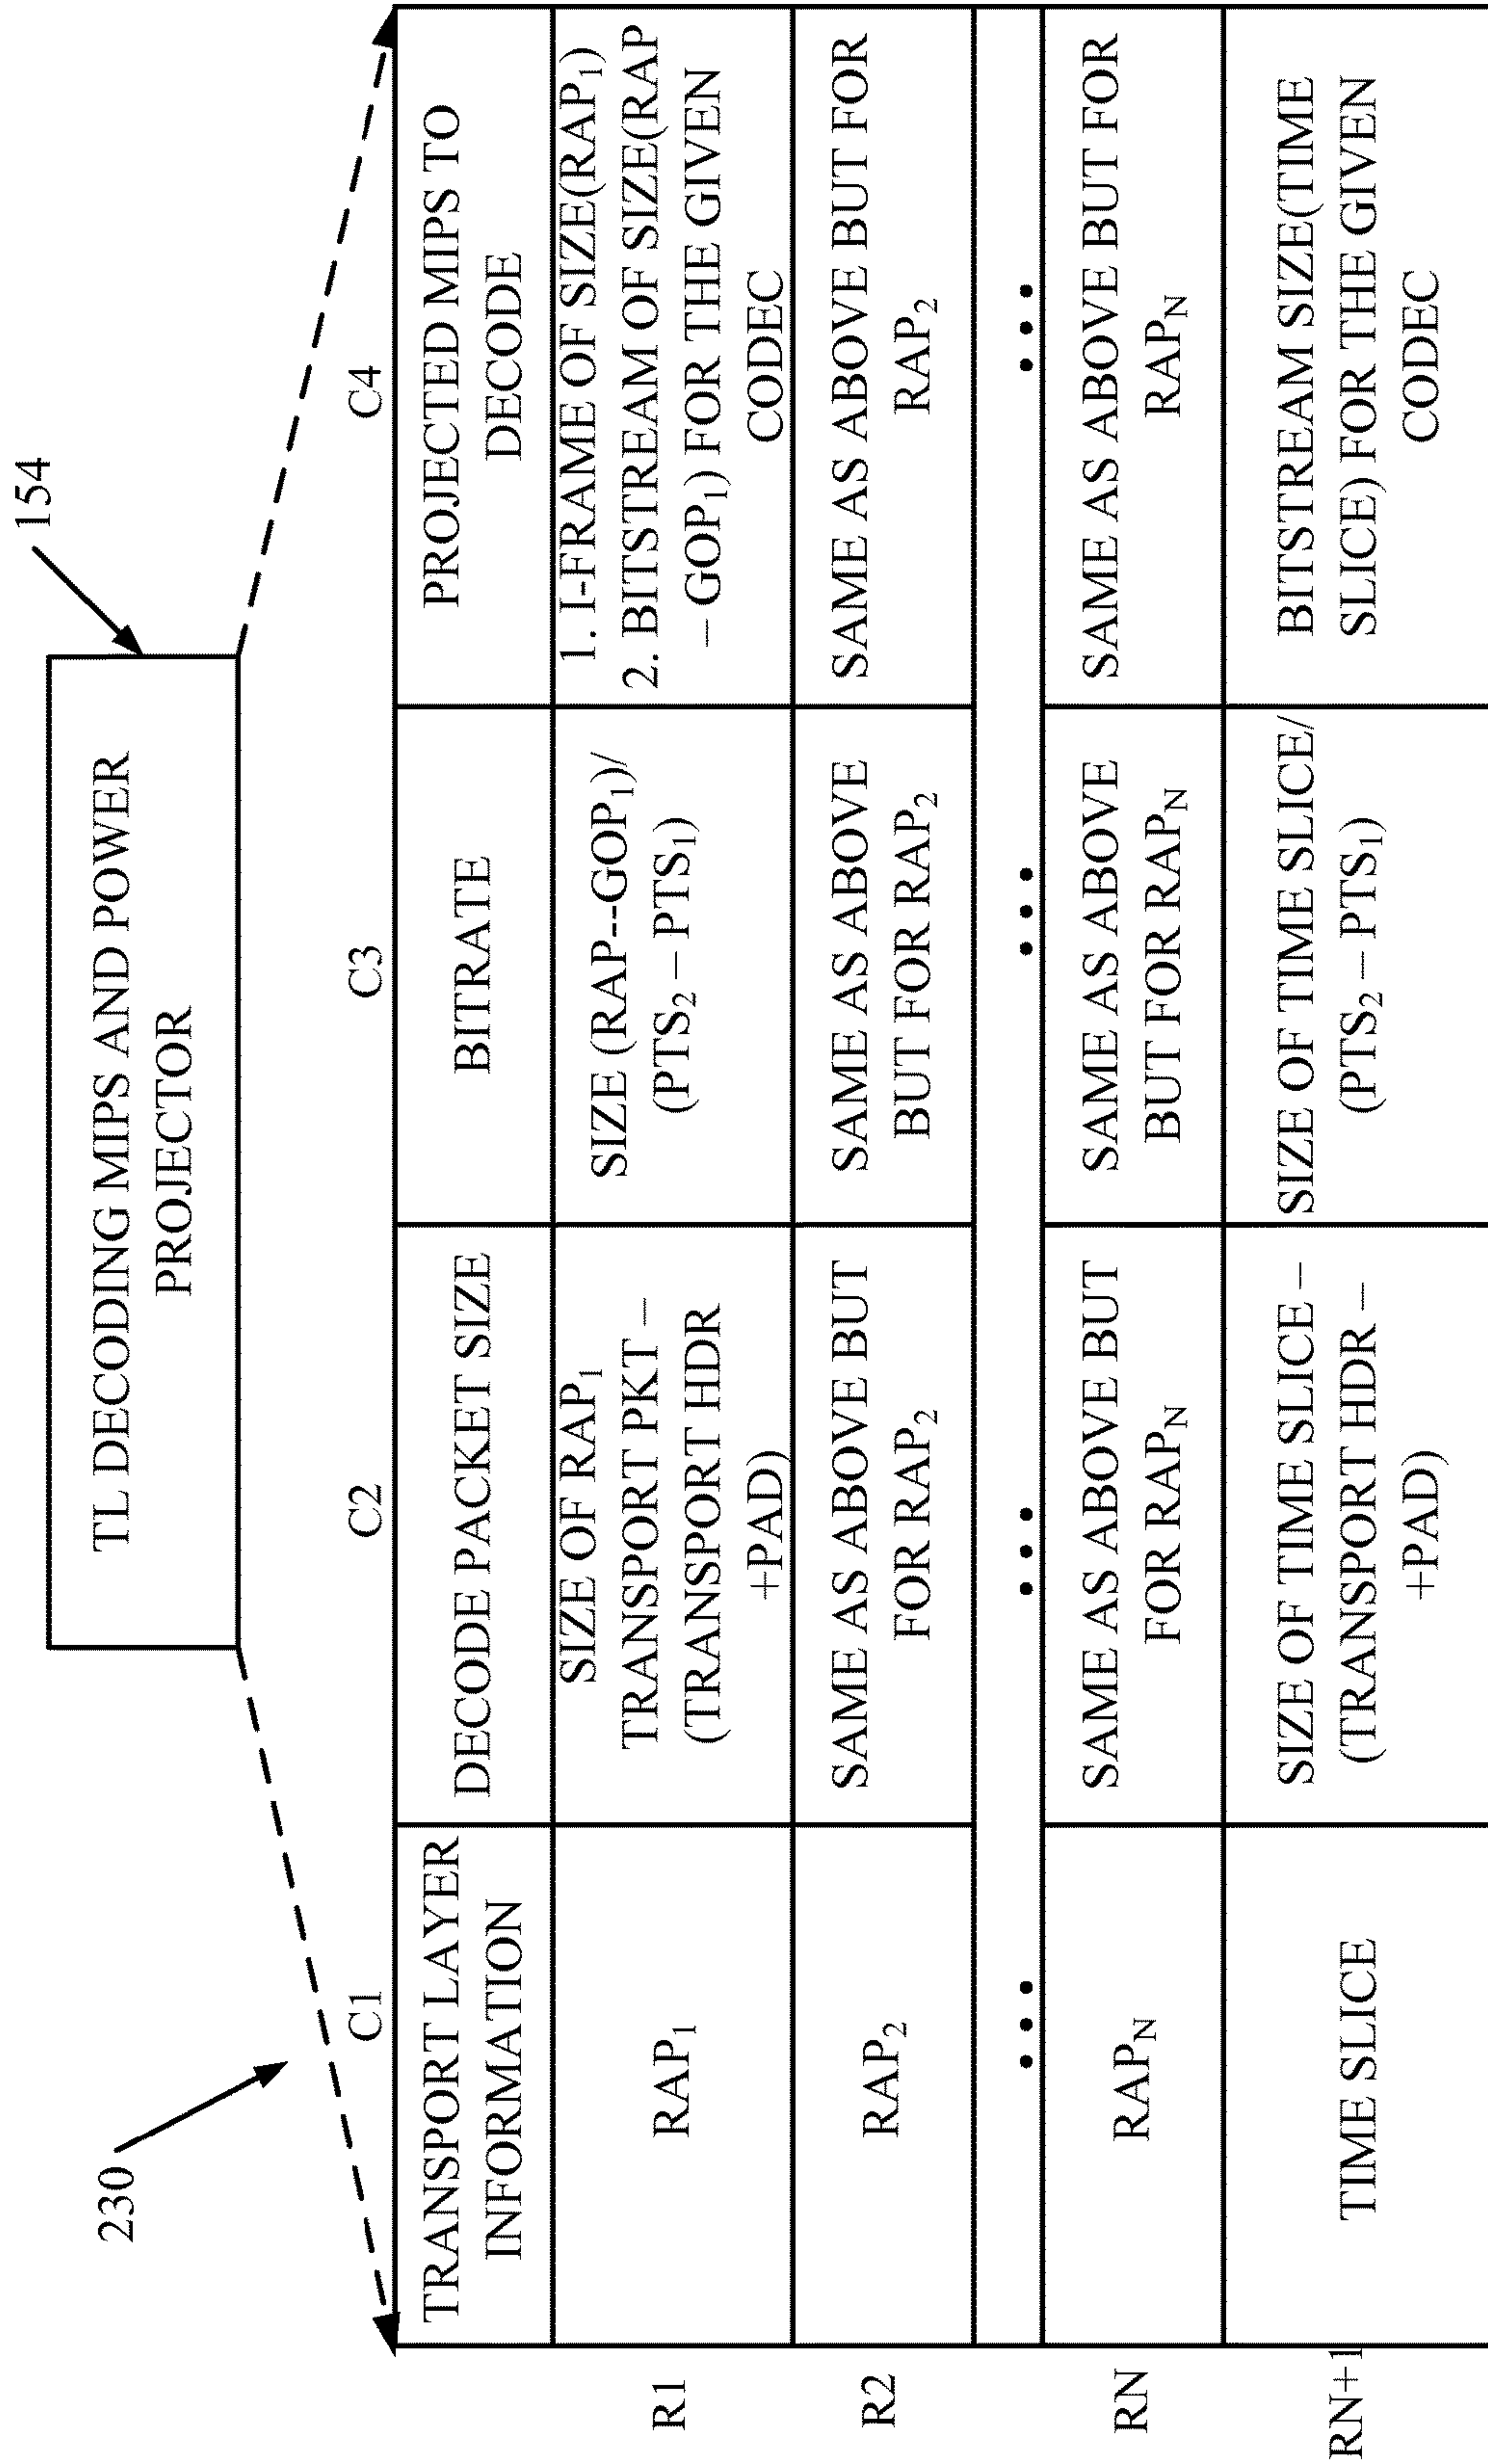 154
TL DECODING MIPS AND POWER
PROJECTOR
230
C1
C2
C3
C4
TRANSPORT LAYER
INFORMATION
DECODE PACKET SIZE
BITRATE
PROJECTED MIPS TO
DECODE
R1
RAP₁
SIZE OF RAP₁
TRANSPORT PKT –
(TRANSPORT HDR
+PAD)
SIZE (RAP--GOP₁)/
(PTS₂ – PTS₁)
1. I-FRAME OF SIZE(RAP₁)
2. BITSTREAM OF SIZE(RAP
– GOP₁) FOR THE GIVEN
CODEC
R2
RAP₂
SAME AS ABOVE BUT
FOR RAP₂
SAME AS ABOVE
BUT FOR RAP₂
SAME AS ABOVE BUT FOR
RAP₂
RN
RAP_N
SAME AS ABOVE BUT
FOR RAP_N
SAME AS ABOVE
BUT FOR RAP_N
SAME AS ABOVE BUT FOR
RAP_N
RN+1
TIME SLICE
SIZE OF TIME SLICE –
(TRANSPORT HDR –
+PAD)
SIZE OF TIME SLICE/
(PTS₂ – PTS₁)
BITSTREAM SIZE(TIME
SLICE) FOR THE GIVEN
CODEC